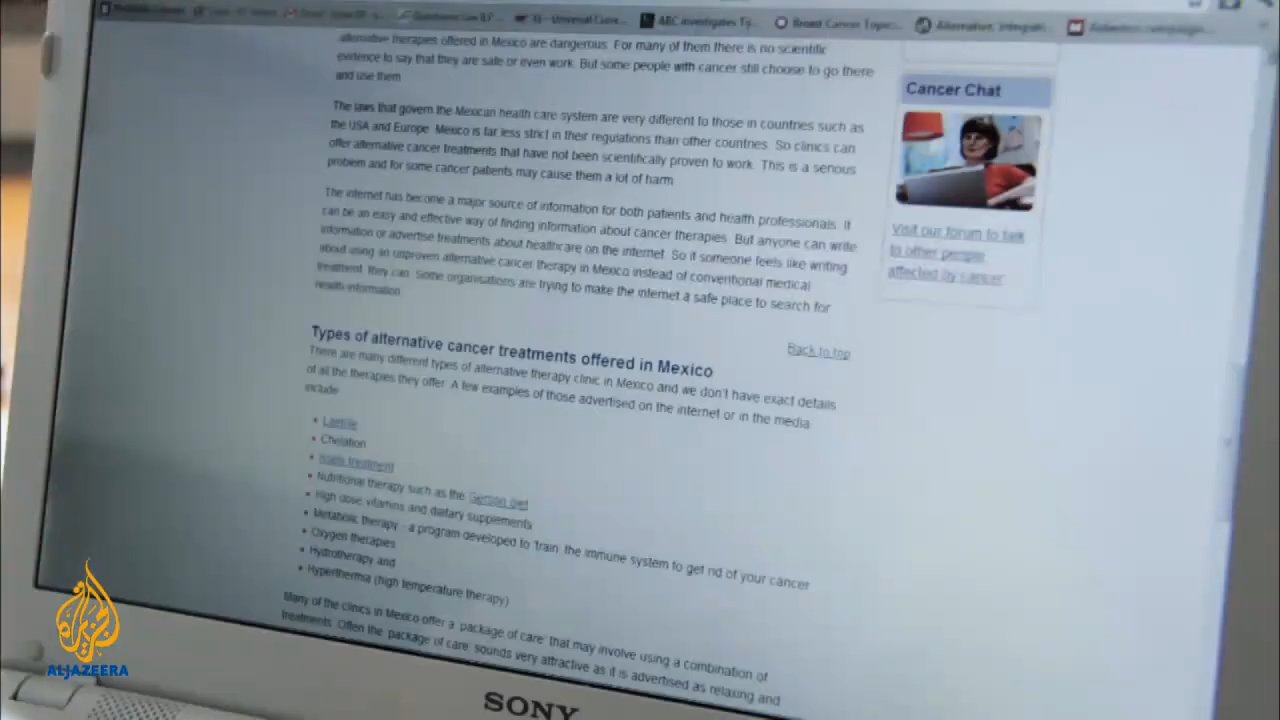 ABC investigates Ty...
Breast Cancer Topic...
alternative therapies offered in Mexico are dangerous. For many of them there is no scientific
evidence to say that they are safe or even work. But some people with cancer still choose to go there
and use them
The laws that govern the Mexican health care system are very different to those in countries such as
the USA and Europe. Mexico is far less strict in their regulations than other countries. So clinics can
offer alternative cancer treatments that have not been scientifically proven to work. This is a serious
problem and for some cancer patients may cause them a lot of harm
The internet has become a major source of information for both patients and health professionals. It
can be an easy and effective way of finding information about cancer therapies. But anyone can write
information or advertise treatments about healthcare on the internet. So if someone feels like writing
about using an unproven alternative cancer therapy in Mexico instead of conventional medical
treatment, they can. Some organisations are trying to make the internet a safe place to search for
health information
Back to top
Types of alternative cancer treatments offered in Mexico
There are many different types of alternative therapy clinic in Mexico and we don't have exact details
of all the therapies they offer. A few examples of those advertised on the internet or in the media
include
• Laetrile
• Chelation
• Issels treatment
• Nutritional therapy such as the Gerson diet
• High dose vitamins and dietary supplements
• Metabolic therapy - a program developed to 'train' the immune system to get rid of your cancer
• Oxygen therapies
• Hydrotherapy and
• Hyperthermia (high temperature therapy)
Many of the clinics in Mexico offer a 'package of care' that may involve using a combination of
treatments. Often the 'package of care' sounds very attractive as it is advertised as relaxing and
Cancer Chat
Visit our forum to talk
to other people
affected by cancer
SONY
ALJAZEERA